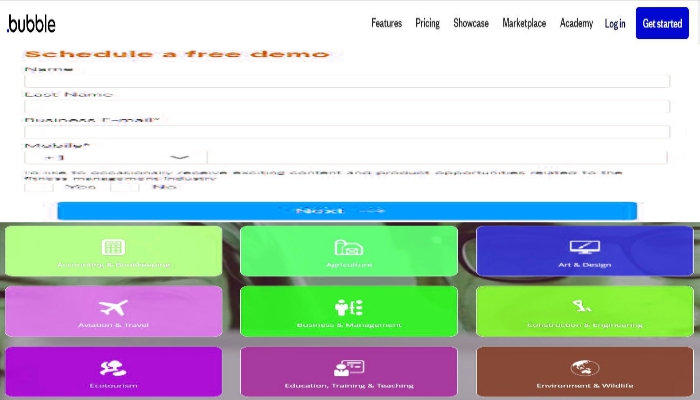 .bubble
Features Pricing Showcase Marketplace Academy Log in Get started
Schedule a free demo
Name
Last Name
Business E-mail*
Mobile*
+1
I'd like to occasionally receive exciting content and product opportunities related to the
fitness management industry
Yes No
Next →
Accounting & Bookkeeping Agriculture Art & Design
Aviation & Travel Business & Management Construction & Engineering
Ecotourism Education, Training & Teaching Environment & Wildlife